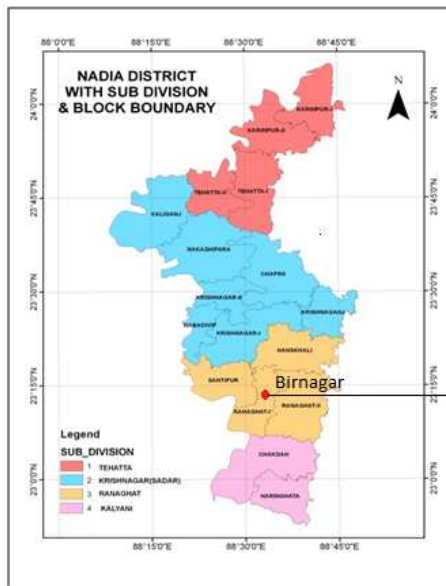 88°0'0"E 88°15'0"E 88°30'0"E 88°45'0"E
NADIA DISTRICT
WITH SUB DIVISION
& BLOCK BOUNDARY
N
24°0'0"N
24°0'0"N
KARIMPUR-I
KARIMPUR-II
TEHATTA-II
TEHATTA-I
23°45'0"N
23°45'0"N
KALIGANJ
NAKASHIPARA
CHAPRA
23°30'0"N
23°30'0"N
KRISHNAGAR-II
KRISHNAGANJ
NABADWIP
KRISHNAGAR-I
HANSKHALI
SANTIPUR
Birnagar
23°15'0"N
23°15'0"N
RANAGHAT-I
RANAGHAT-II
Legend
SUB_DIVISION
1 TEHATTA
2 KRISHNAGAR(SADAR)
3 RANAGHAT
4 KALYANI
CHAKDAH
HARINGHATA
23°0'0"N
23°0'0"N
88°15'0"E 88°30'0"E 88°45'0"E